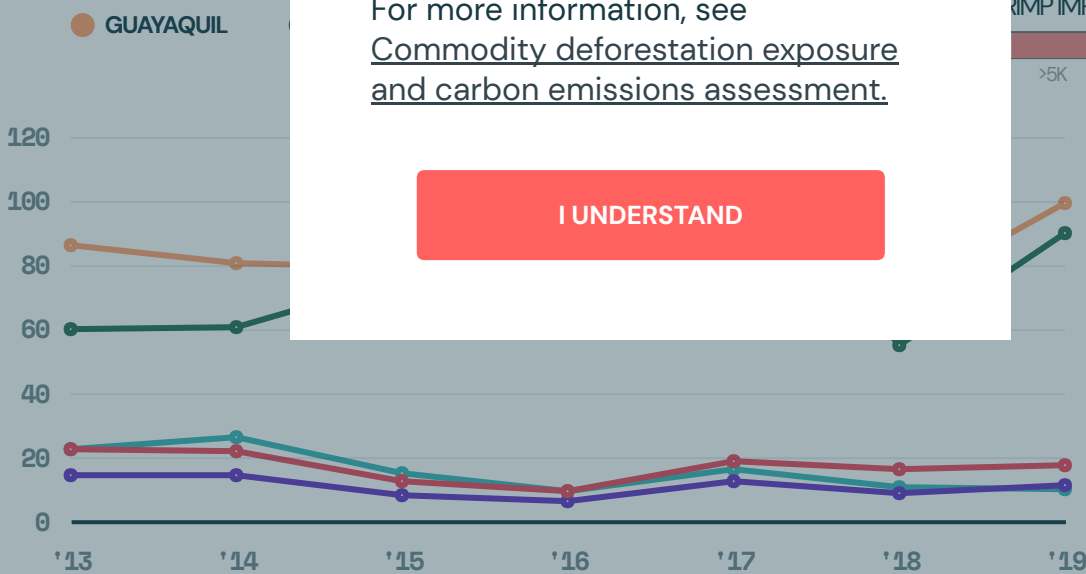 For more information, see
GUAYAQUIL
Commodity deforestation exposure
and carbon emissions assessment.
>5K
I UNDERSTAND
120
100
80
60
40
20
0
'13 '14 '15 '16 '17 '18 '19